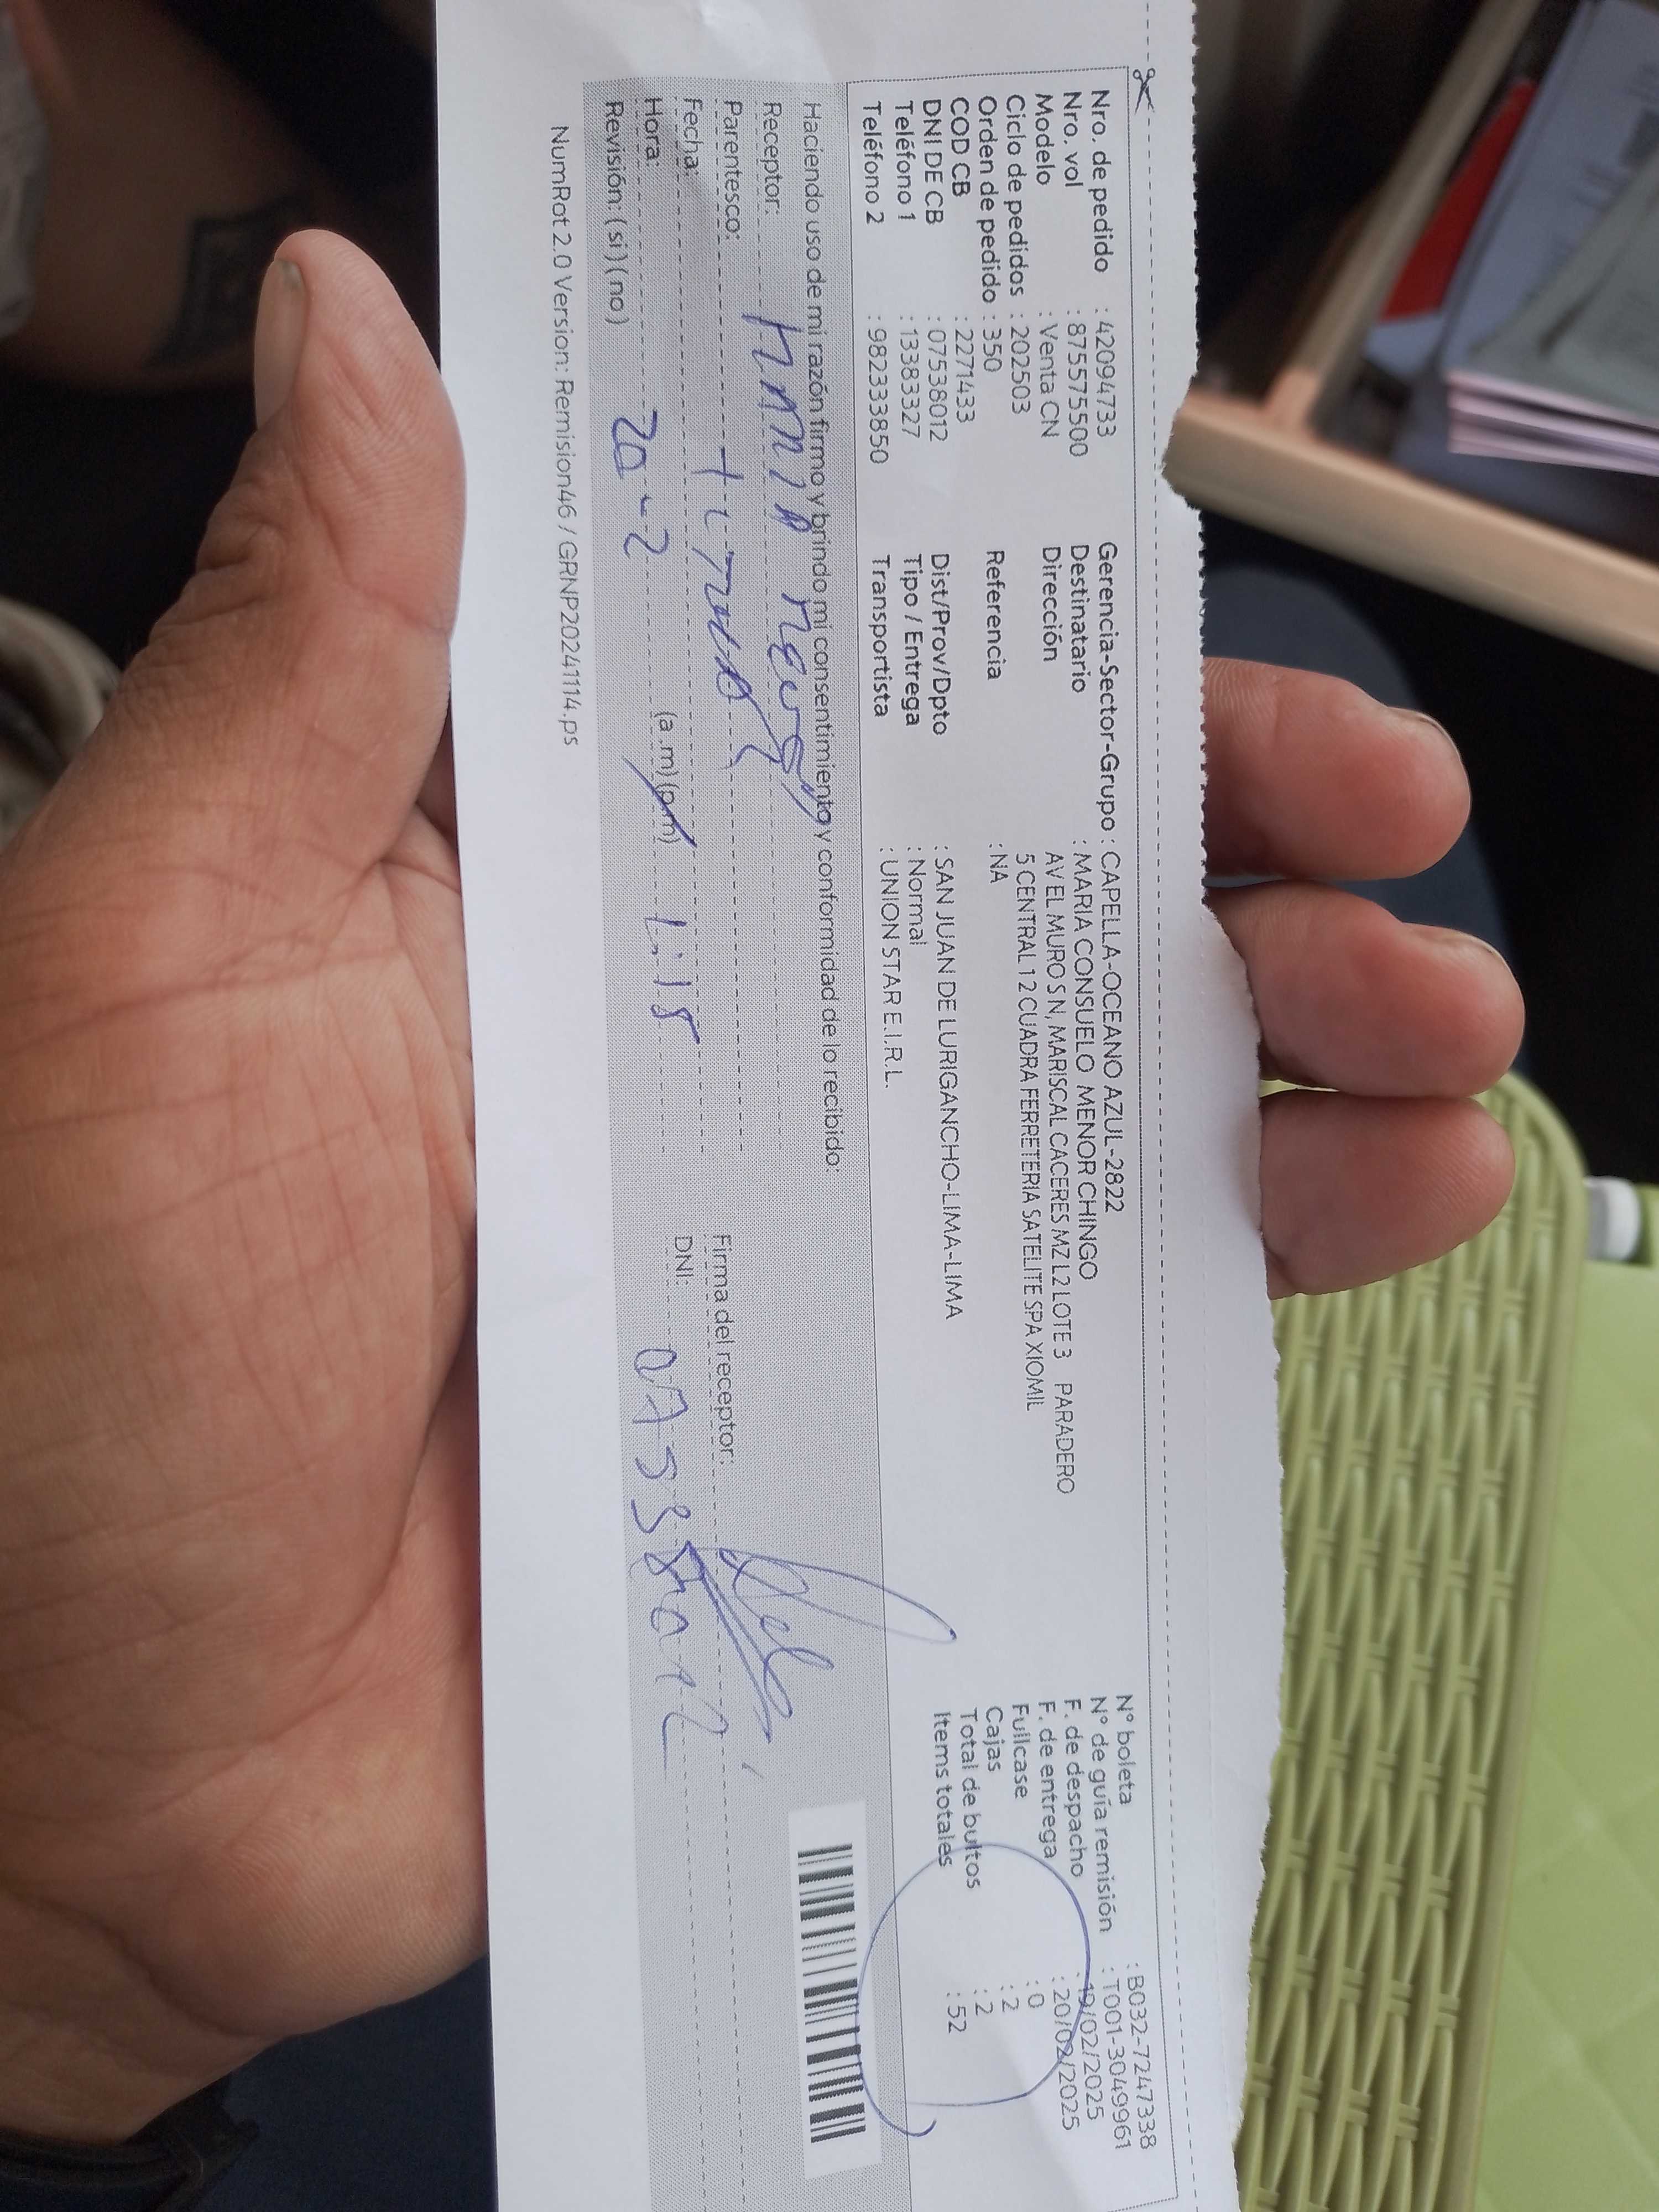 Nro. de pedido : 42094733
Nro. vol : 875575500
Modelo : Venta CN
Ciclo de pedidos : 202503
Orden de pedido : 350
COD CB : 2271433
DNI DE CB : 07538012
Teléfono 1 : 13383327
Teléfono 2 : 982333850
Gerencia-Sector-Grupo : CAPELLA-OCEANO AZUL-2822
Destinatario : MARIA CONSUELO MENOR CHINGO
Dirección AV EL MURO S N, MARISCAL CACERES MZ L2 LOTE 3 PARADERO
5 CENTRAL 1 2 CUADRA FERRETERIA SATELITE SPA XIOMIL
Referencia : NA
Dist/Prov/Dpto : SAN JUAN DE LURIGANCHO-LIMA-LIMA
Tipo / Entrega : Normal
Transportista : UNION STAR E.I.R.L.
N° boleta : B032-7247338
N° de guía remisión : T001-3049961
F. de despacho : 19/02/2025
F. de entrega : 20/02/2025
Fullcase : 0
Cajas : 2
Total de bultos : 2
Items totales : 52
Haciendo uso de mi razón firmo y brindo mi consentimiento y conformidad de lo recibido:
Receptor:
Parentesco:
Fecha:
Hora: 20-2 (a.m)(p.m) 1:15
Revisión: (si) (no)
Firma del receptor:
DNI: 07538012
NumRot 2.0 Version: Remision46 / GRNP20241114.ps